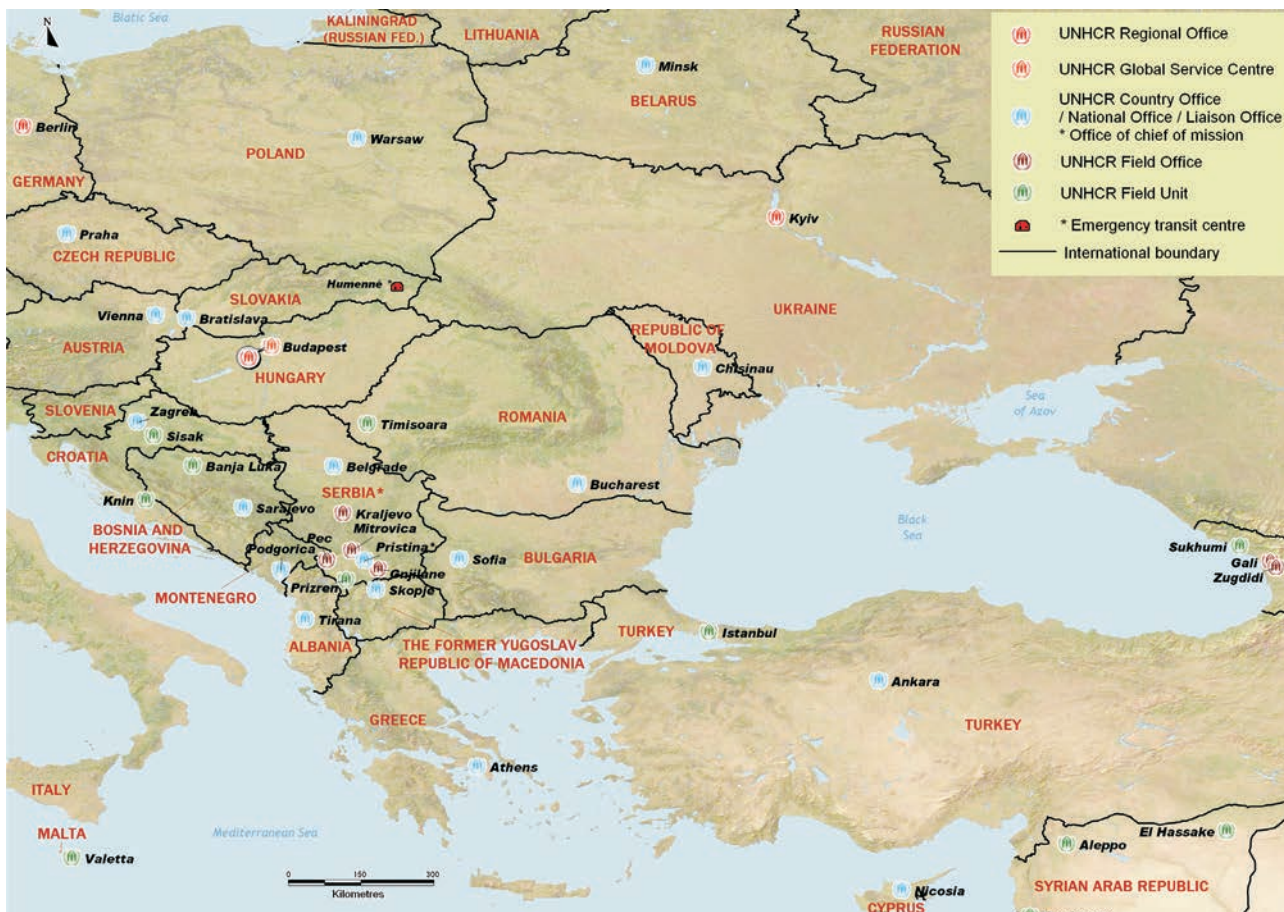 N
Blatic Sea
KALININGRAD
(RUSSIAN FED.)
LITHUANIA
RUSSIAN
FEDERATION
UNHCR Regional Office
UNHCR Global Service Centre
UNHCR Country Office
/ National Office / Liaison Office
* Office of chief of mission
UNHCR Field Office
UNHCR Field Unit
* Emergency transit centre
International boundary
Minsk
BELARUS
Berlin
Warsaw
POLAND
GERMANY
Kyiv
Praha
CZECH REPUBLIC
Humenné *
SLOVAKIA
UKRAINE
Vienna
Bratislava
REPUBLIC OF
MOLDOVA
AUSTRIA
Budapest
HUNGARY
Chisinau
SLOVENIA
Zagreb
Timisoara
ROMANIA
Sea
of Azov
Sisak
CROATIA
Banja Luka
Belgrade
Bucharest
SERBIA*
Knin
Sarajevo
Kraljevo
Mitrovica
BOSNIA AND
HERZEGOVINA
Pec
Podgorica
Pristina*
Sofia
BULGARIA
Black
Sea
Sukhumi
Gali
Zugdidi
Gnjilane
Prizren
Skopje
MONTENEGRO
Tirana
ALBANIA
THE FORMER YUGOSLAV
REPUBLIC OF MACEDONIA
TURKEY
Istanbul
Ankara
GREECE
TURKEY
Athens
ITALY
MALTA
Mediterranean Sea
Valetta
0 150 300
Kilometres
El Hassake
Aleppo
SYRIAN ARAB REPUBLIC
Nicosia
CYPRUS